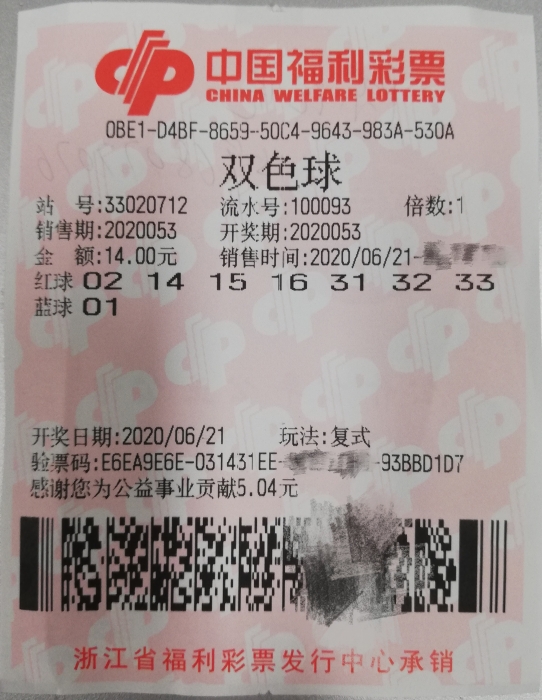 中国福利彩票
CHINA WELFARE LOTTERY
0BE1-D4BF-8659-50C4-9643-983A-530A
双色球
站 号:33020712 流水号:100093 倍数:1
销售期:2020053 开奖期:2020053
金 额:14.00元 销售时间:2020/06/21-
红球 02 14 15 16 31 32 33
蓝球 01
开奖日期:2020/06/21 玩法:复式
验票码:E6EA9E6E-031431EE- -93BBD1D7
感谢您为公益事业贡献5.04元
浙江省福利彩票发行中心承销